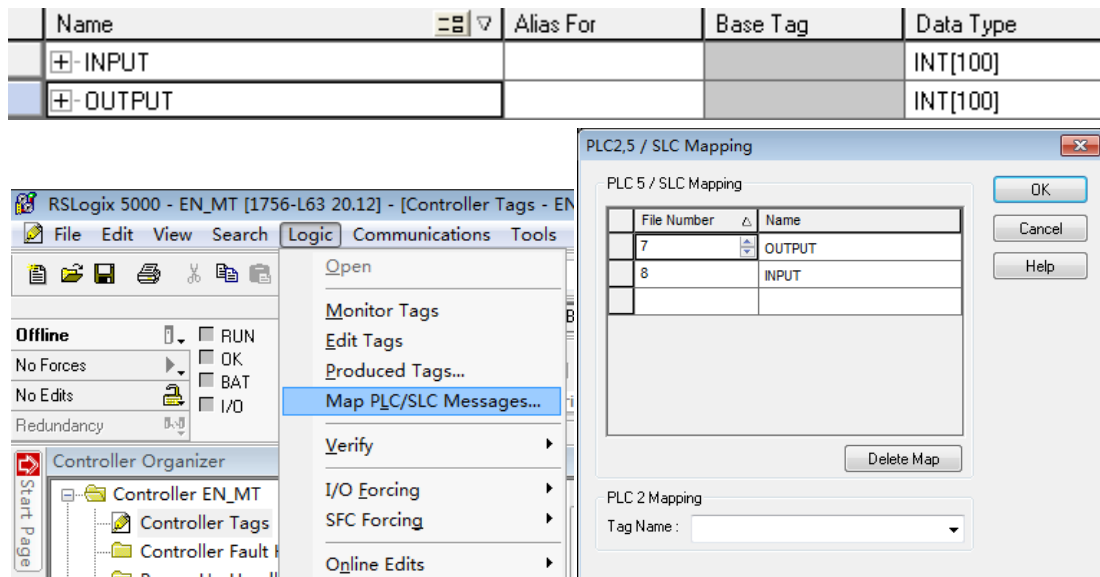 Name Alias For Base Tag Data Type
INPUT INT[100]
OUTPUT INT[100]
RSLogix 5000 - EN_MT [1756-L63 20.12] - [Controller Tags - EN
File Edit View Search Logic Communications Tools
Offline
No Forces
No Edits
Redundancy
RUN
OK
BAT
I/O
Start Page
Controller Organizer
Controller EN_MT
Controller Tags
Controller Fault
Open
Monitor Tags
Edit Tags
Produced Tags...
Map PLC/SLC Messages...
Verify
I/O Forcing
SFC Forcing
Online Edits
PLC2,5 / SLC Mapping
PLC 5 / SLC Mapping
File Number Name
7 OUTPUT
8 INPUT
Delete Map
PLC 2 Mapping
Tag Name :
OK
Cancel
Help